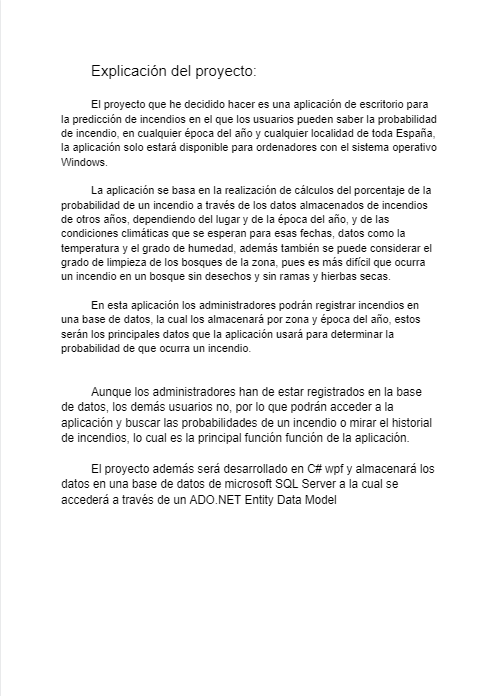 Explicación del proyecto:
El proyecto que he decidido hacer es una aplicación de escritorio para
la predicción de incendios en el que los usuarios pueden saber la probabilidad
de incendio, en cualquier época del año y cualquier localidad de toda España,
la aplicación solo estará disponible para ordenadores con el sistema operativo
Windows.
La aplicación se basa en la realización de cálculos del porcentaje de la
probabilidad de un incendio a través de los datos almacenados de incendios
de otros años, dependiendo del lugar y de la época del año, y de las
condiciones climáticas que se esperan para esas fechas, datos como la
temperatura y el grado de humedad, además también se puede considerar el
grado de limpieza de los bosques de la zona, pues es más difícil que ocurra
un incendio en un bosque sin desechos y sin ramas y hierbas secas.
En esta aplicación los administradores podrán registrar incendios en
una base de datos, la cual los almacenará por zona y época del año, estos
serán los principales datos que la aplicación usará para determinar la
probabilidad de que ocurra un incendio.
Aunque los administradores han de estar registrados en la base
de datos, los demás usuarios no, por lo que podrán acceder a la
aplicación y buscar las probabilidades de un incendio o mirar el historial
de incendios, lo cual es la principal función función de la aplicación.
El proyecto además será desarrollado en C# wpf y almacenará los
datos en una base de datos de microsoft SQL Server a la cual se
accederá a través de un ADO.NET Entity Data Model